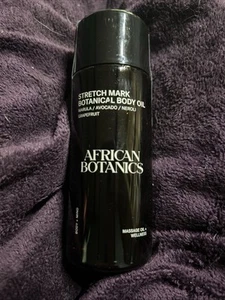 STRETCH MARK
BOTANICAL BODY OIL
MARULA / AVOCADO / NEROLI
GRAPEFRUIT
AFRICAN
BOTANICS
MASSAGE OIL +
WELLNESS